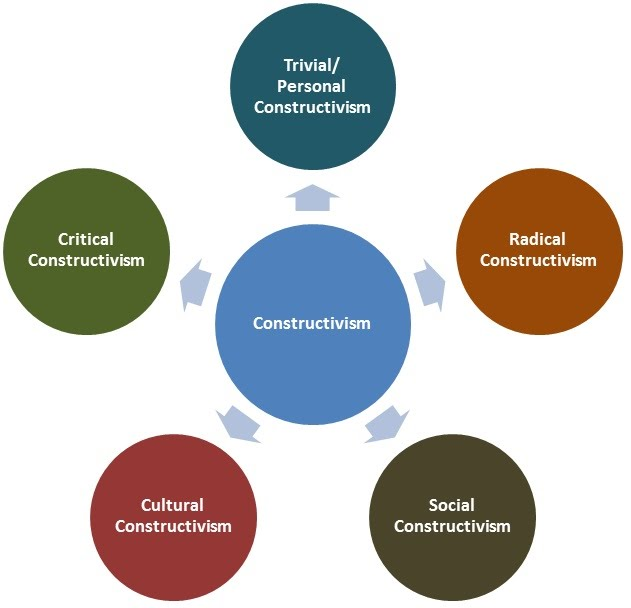 Trivial/
Personal
Constructivism
Critical
Constructivism
Radical
Constructivism
Constructivism
Cultural
Constructivism
Social
Constructivism